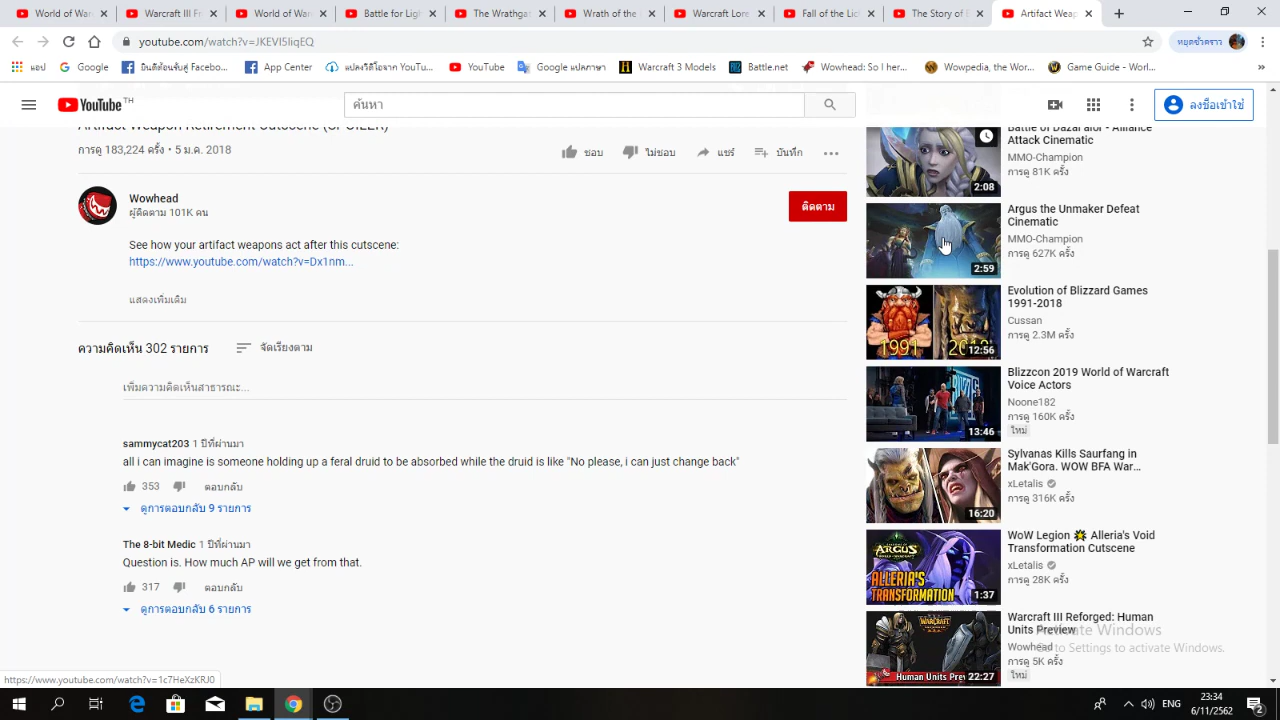 World of War
Warcraft III Fr
World of War
Battle for Ligh
The Wrathgat
Wrath of the L
Warcraft Lore
Fall of the Lic
The Story of E
Artifact Weap
youtube.com/watch?v=JKEVI5liqEQ
หยุดชั่วคราว
แอป
Google
ยินดีต้อนรับสู่ Facebo...
App Center
แปลงวิดีโอจาก YouTu...
YouTube
Google แปลภาษา
Warcraft 3 Models
Battle.net
Wowhead: So I her...
Wowpedia, the Wor...
Game Guide - Worl...
YouTube TH
ค้นหา
ลงชื่อเข้าใช้
Artifact Weapon Retirement Cutscene (SPOILER)
การดู 183,224 ครั้ง • 5 ม.ค. 2018
ชอบ
ไม่ชอบ
แชร์
บันทึก
Wowhead
ผู้ติดตาม 101K คน
ติดตาม
See how your artifact weapons act after this cutscene:
https://www.youtube.com/watch?v=Dx1nm...
แสดงเพิ่มเติม
ความคิดเห็น 302 รายการ
จัดเรียงตาม
เพิ่มความคิดเห็นสาธารณะ...
sammycat203 1 ปีที่ผ่านมา
all i can imagine is someone holding up a feral druid to be absorbed while the druid is like "No please, i can just change back"
353
ตอบกลับ
ดูการตอบกลับ 9 รายการ
The 8-bit Medic 1 ปีที่ผ่านมา
Question is. How much AP will we get from that.
317
ตอบกลับ
ดูการตอบกลับ 6 รายการ
Battle of Dazar'alor - Alliance
Attack Cinematic
MMO-Champion
การดู 81K ครั้ง
2:08
Argus the Unmaker Defeat
Cinematic
MMO-Champion
การดู 627K ครั้ง
2:59
Evolution of Blizzard Games
1991-2018
Cussan
การดู 2.3M ครั้ง
1991
12:56
Blizzcon 2019 World of Warcraft
Voice Actors
Noone182
การดู 160K ครั้ง
ใหม่
13:46
Sylvanas Kills Saurfang in
Mak'Gora. WOW BFA War...
xLetalis
การดู 316K ครั้ง
16:20
WoW Legion Alleria's Void
Transformation Cutscene
xLetalis
การดู 28K ครั้ง
ARGUS
ALLERIA'S
TRANSFORMATION
1:37
Warcraft III Reforged: Human
Units Preview
Wowhead
การดู 5K ครั้ง
ใหม่
WARCRAFT
Human Units Prev
22:27
Activate Windows
Go to Settings to activate Windows.
https://www.youtube.com/watch?v=1c7HeXzKRJ0
ENG
23:34
6/11/2562
2